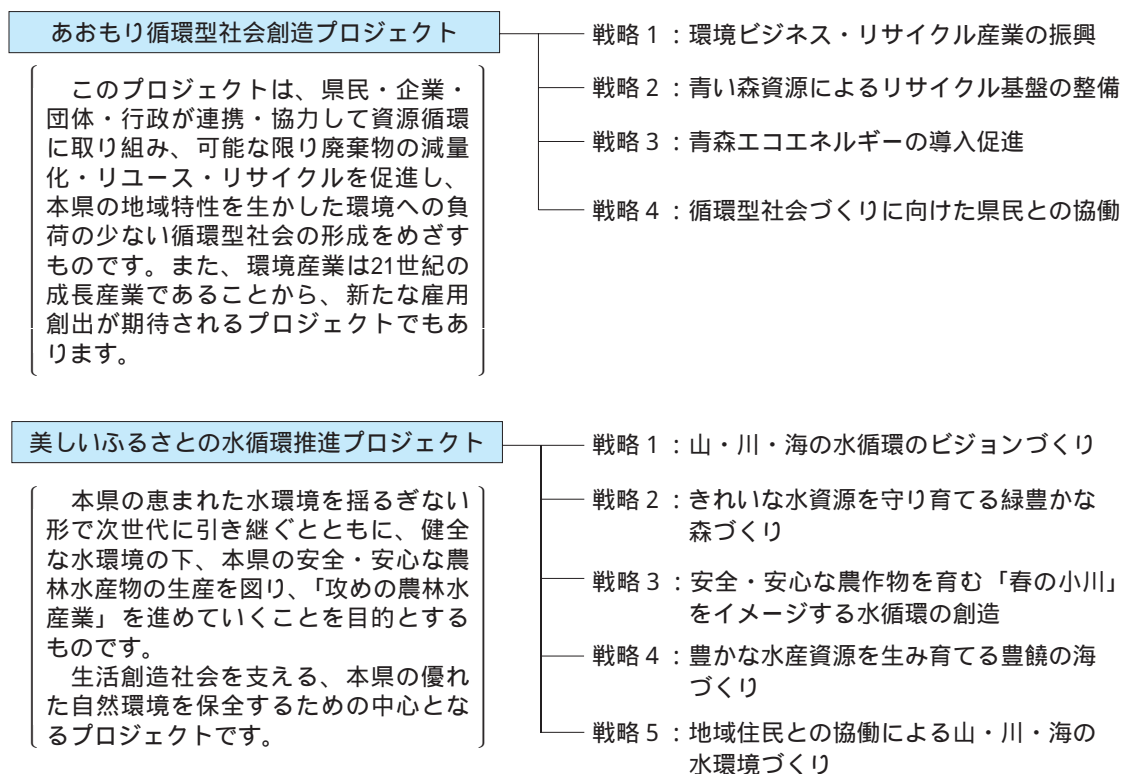 あおもり循環型社会創造プロジェクト
このプロジェクトは、県民・企業・
団体・行政が連携・協力して資源循環
に取り組み、可能な限り廃棄物の減量
化・リユース・リサイクルを促進し、
本県の地域特性を生かした環境への負
荷の少ない循環型社会の形成をめざす
ものです。また、環境産業は21世紀の
成長産業であることから、新たな雇用
創出が期待されるプロジェクトでもあ
ります。
戦略1：環境ビジネス・リサイクル産業の振興
戦略2：青い森資源によるリサイクル基盤の整備
戦略3：青森エコエネルギーの導入促進
戦略4：循環型社会づくりに向けた県民との協働
美しいふるさとの水循環推進プロジェクト
本県の恵まれた水環境を揺るぎない
形で次世代に引き継ぐとともに、健全
な水環境の下、本県の安全・安心な農
林水産物の生産を図り、「攻めの農林水
産業」を進めていくことを目的とする
ものです。
生活創造社会を支える、本県の優れ
た自然環境を保全するための中心とな
るプロジェクトです。
戦略1：山・川・海の水循環のビジョンづくり
戦略2：きれいな水資源を守り育てる緑豊かな
森づくり
戦略3：安全・安心な農作物を育む「春の小川」
をイメージする水循環の創造
戦略4：豊かな水産資源を生み育てる豊饒の海
づくり
戦略5：地域住民との協働による山・川・海の
水環境づくり